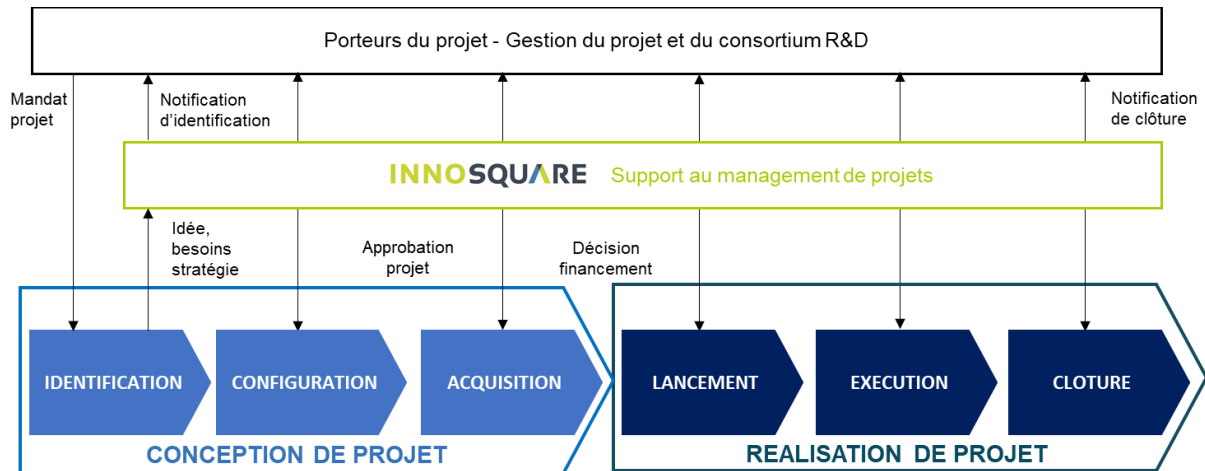 Porteurs du projet - Gestion du projet et du consortium R&D
Mandat
projet
Notification
d'identification
Notification
de clôture
INNOSQUARE Support au management de projets
Idée,
besoins
stratégie
Approbation
projet
Décision
financement
IDENTIFICATION
CONFIGURATION
ACQUISITION
LANCEMENT
EXECUTION
CLOTURE
CONCEPTION DE PROJET
REALISATION DE PROJET